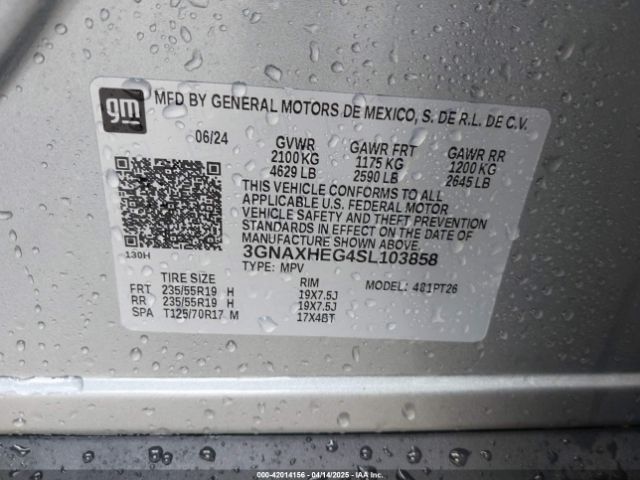 gm
MFD BY GENERAL MOTORS DE MEXICO, S. DE R.L. DE C.V.
06/24 GVWR GAWR FRT GAWR RR
2100 KG 1175 KG 1200 KG
4629 LB 2590 LB 2645 LB
THIS VEHICLE CONFORMS TO ALL
APPLICABLE U.S. FEDERAL MOTOR
VEHICLE SAFETY AND THEFT PREVENTION
STANDARDS IN EFFECT ON THE DATE OF
MANUFACTURE SHOWN ABOVE.
130H 3GNAXHEG4SL103858
TYPE: MPV
TIRE SIZE RIM MODEL: 481PT26
FRT 235/55R19 H 19X7.5J
RR 235/55R19 H 19X7.5J
SPA T125/70R17 M 17X4BT
000-42014156 - 04/14/2025 - IAA Inc.